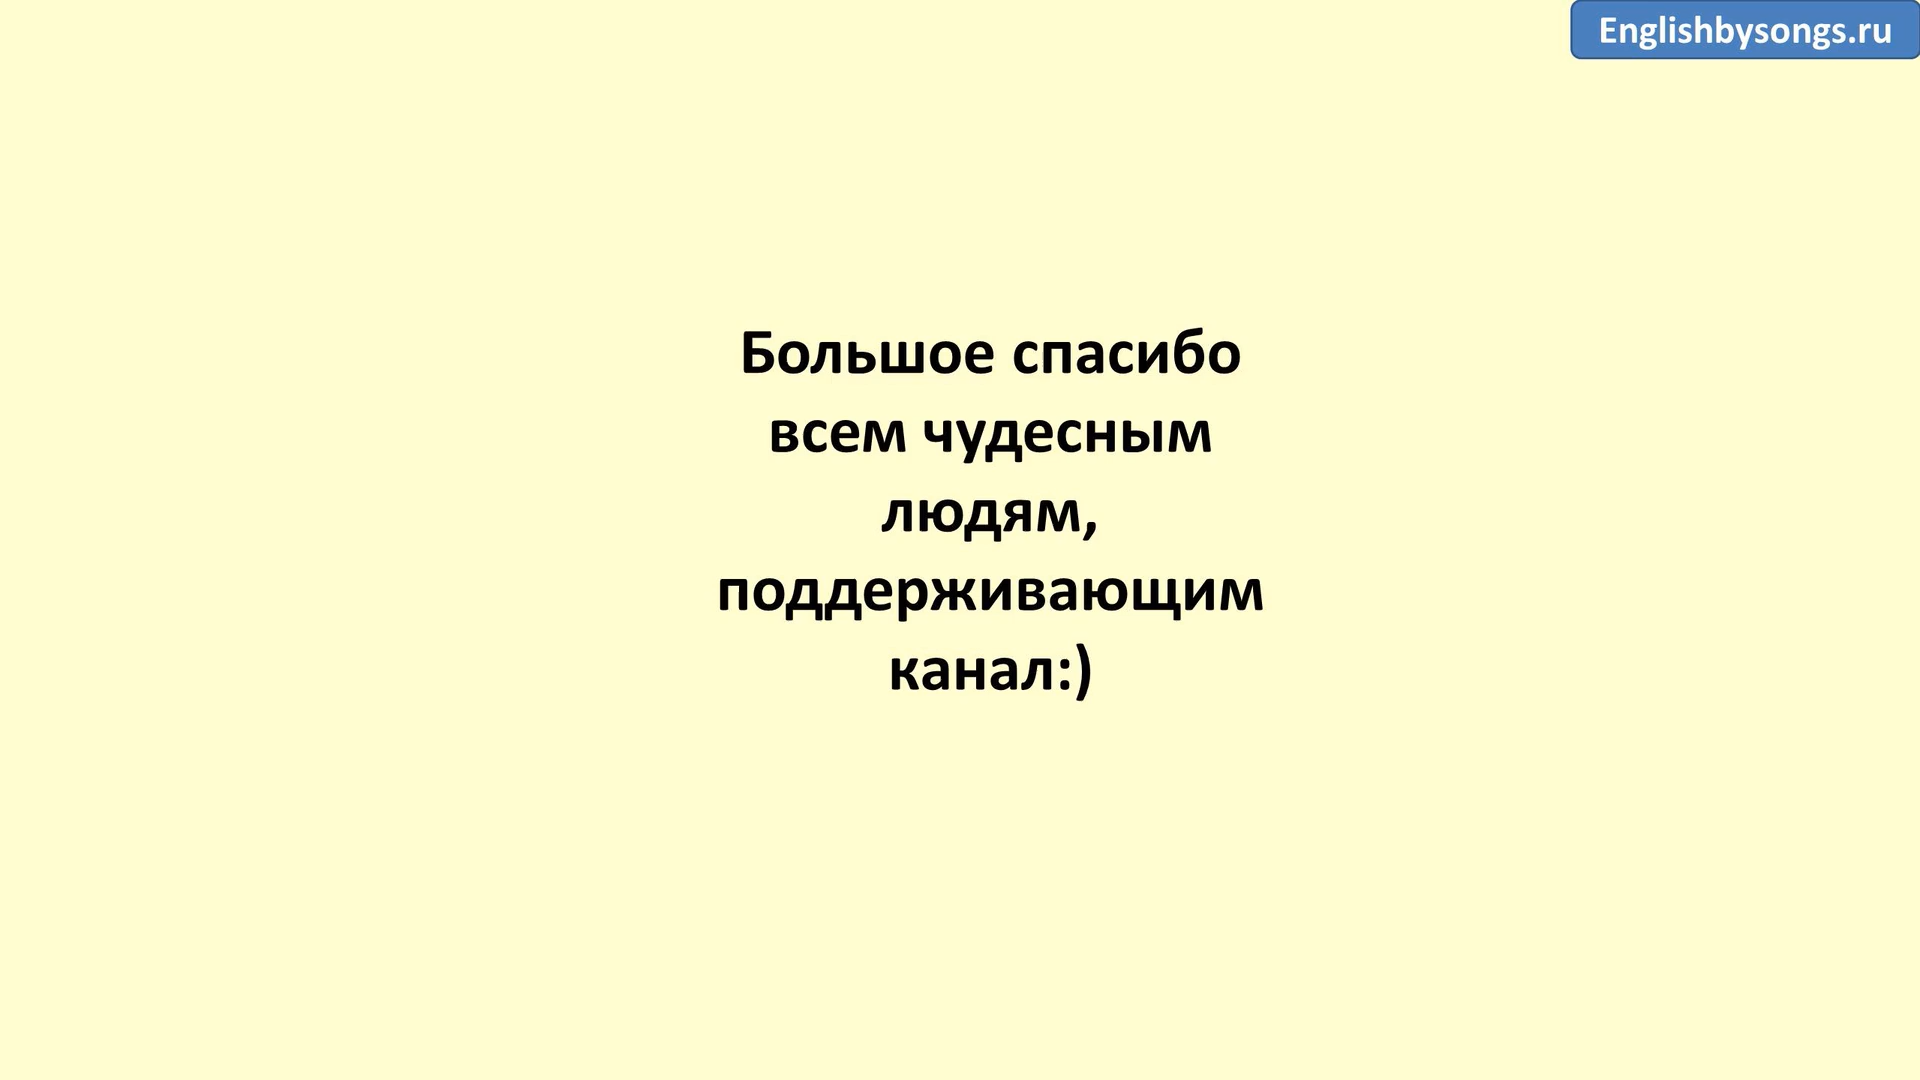 Englishbysongs.ru
Большое спасибо
всем чудесным
людям,
поддерживающим
канал:)